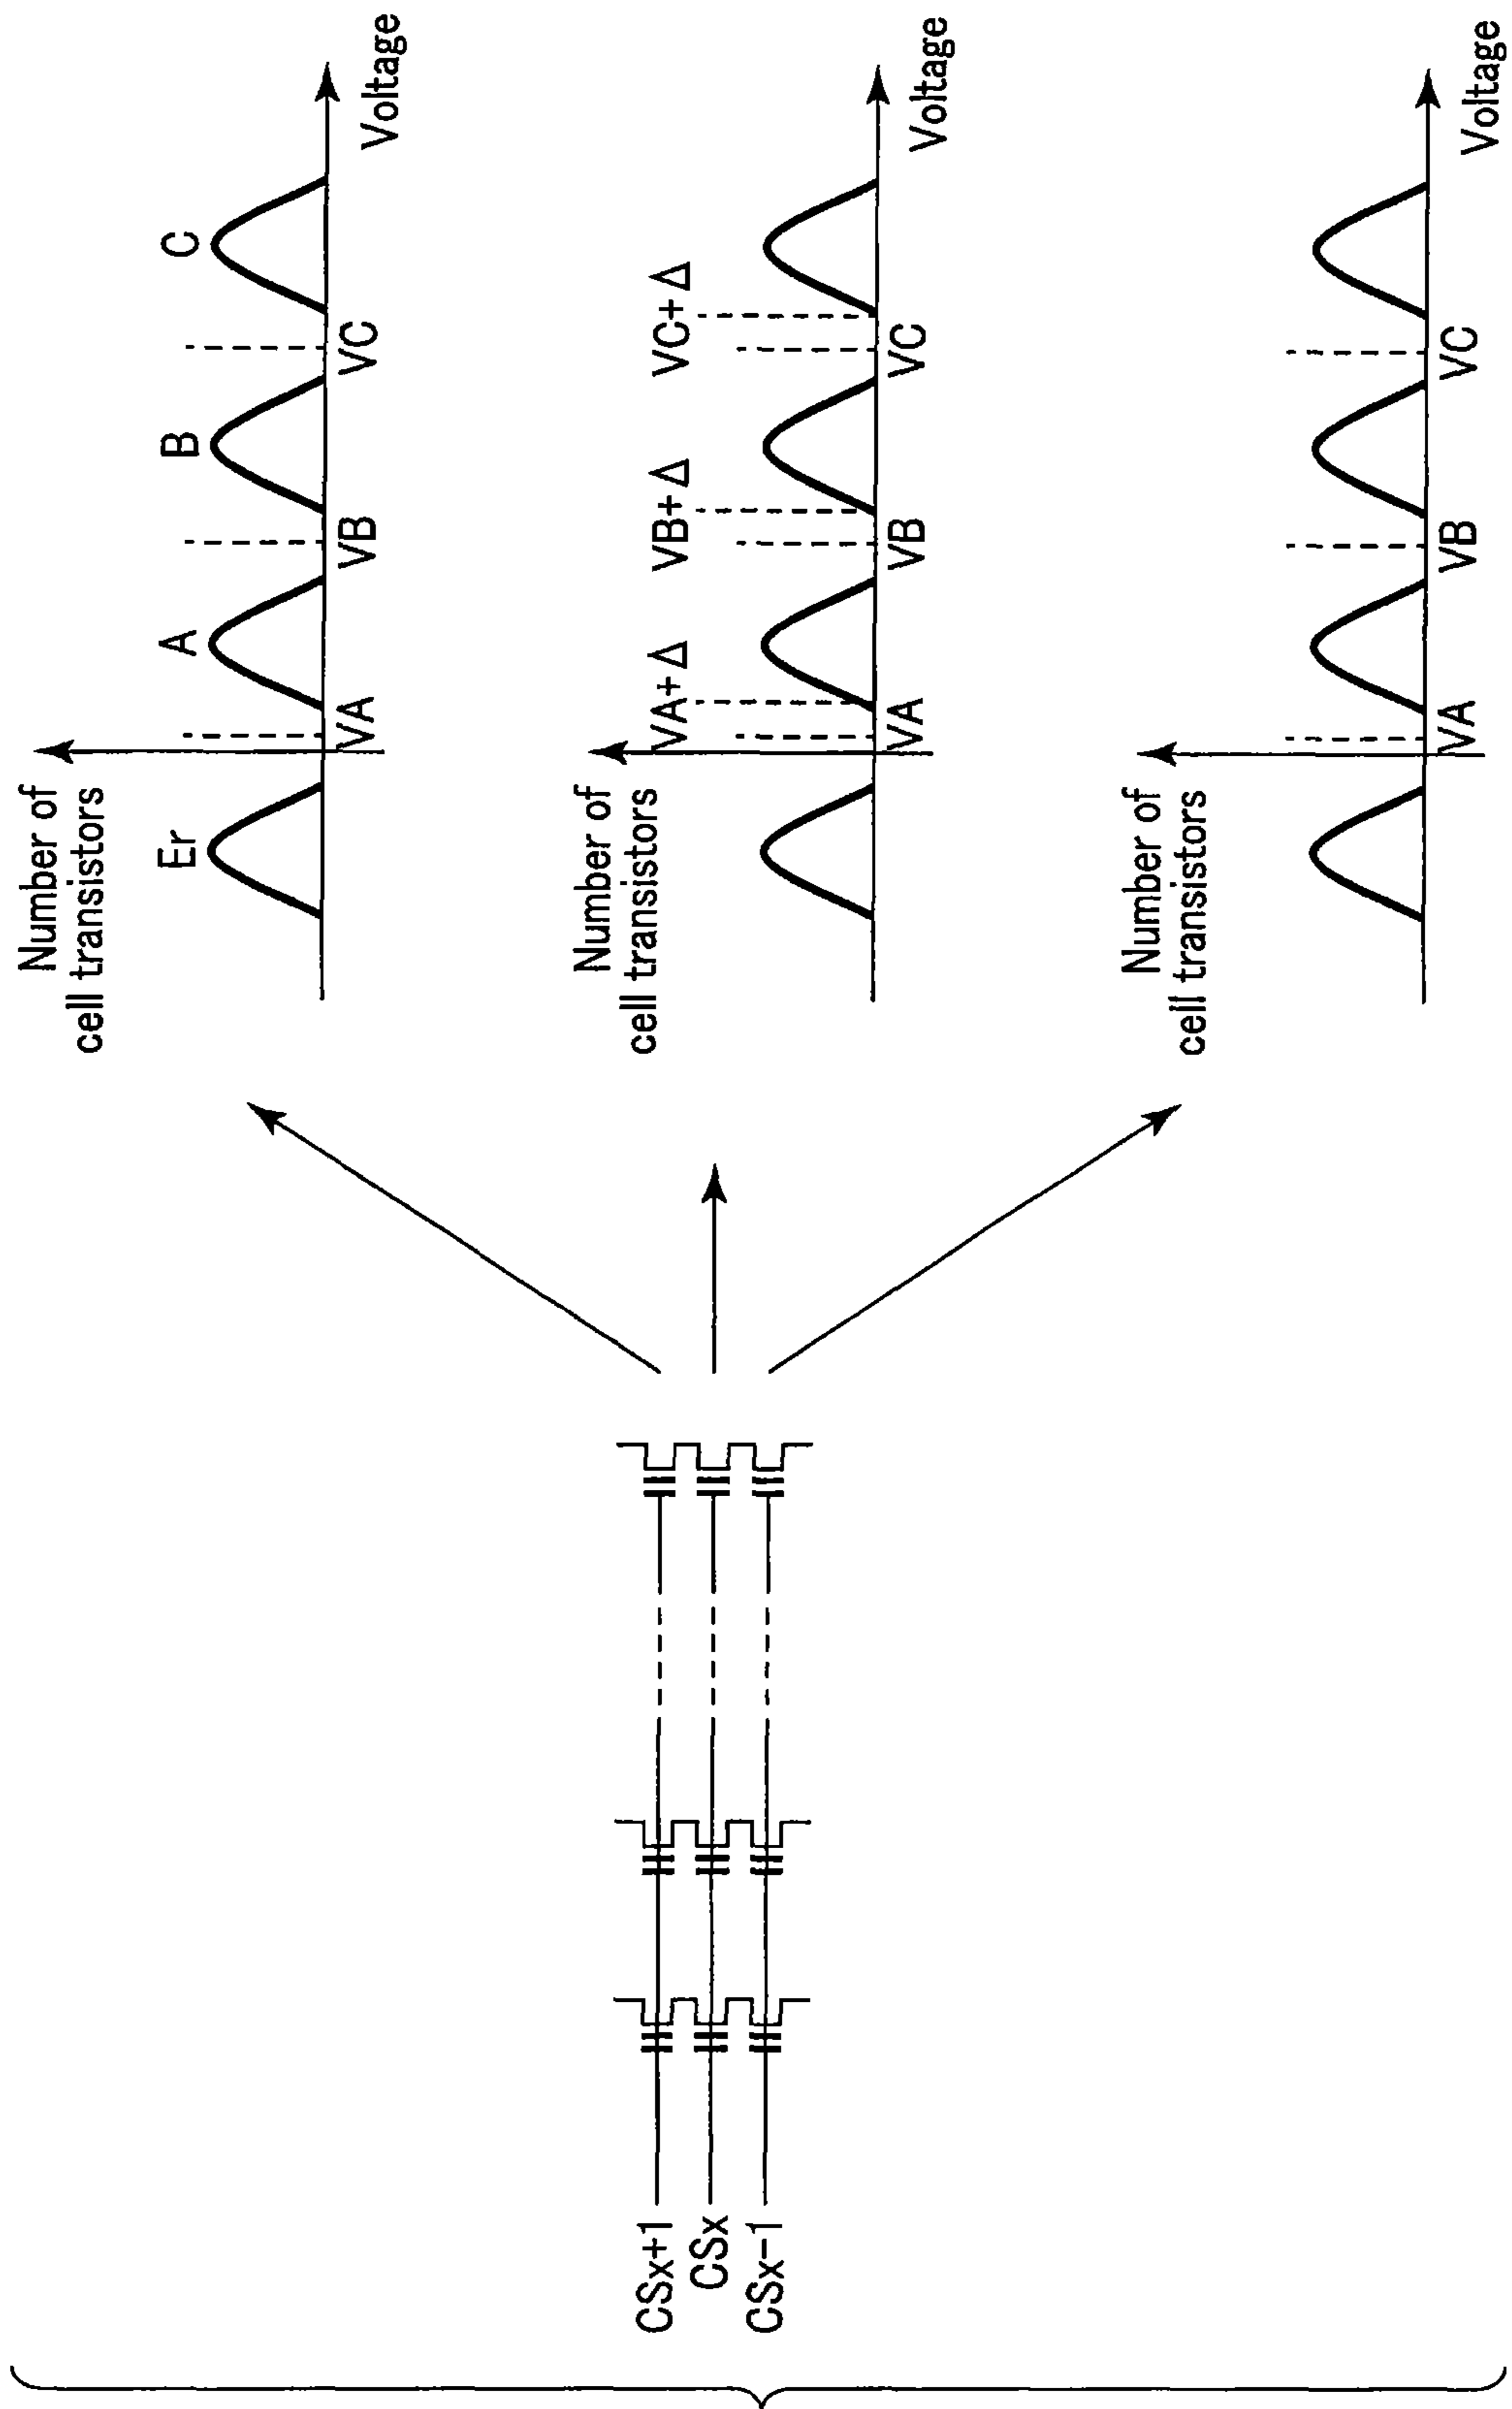 CSx+1
CSx
CSx-1
Number of
cell transistors
Er
A
B
C
VA
VB
VC
Voltage
Number of
cell transistors
VA+Δ
VB+Δ
VC+Δ
VA
VB
VC
Voltage
Number of
cell transistors
VA
VB
VC
Voltage